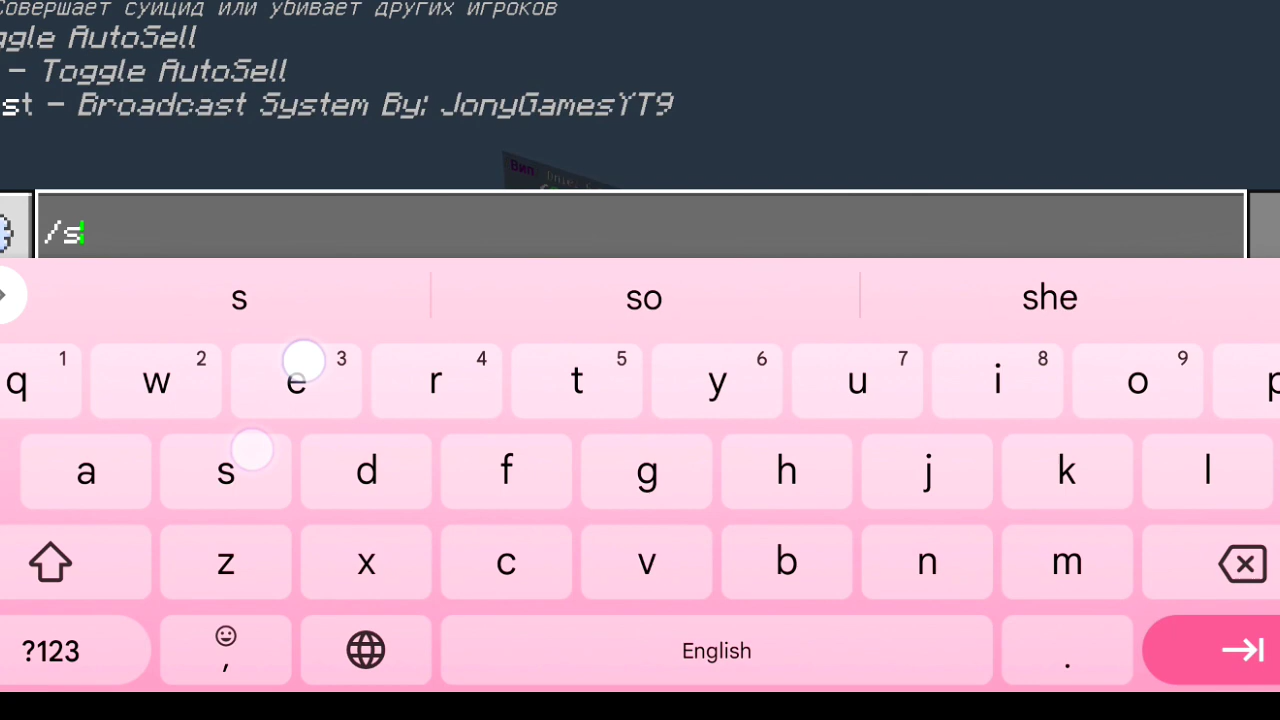 Совершает суицид или убивает других игроков
ggle AutoSell
– Toggle AutoSell
st – Broadcast System By: JonyGamesYT9
Вип
/s
s so she
q 1 w 2 e 3 r 4 t 5 y 6 u 7 i 8 o 9 p
a s d f g h j k l
z x c v b n m
?123 , English .